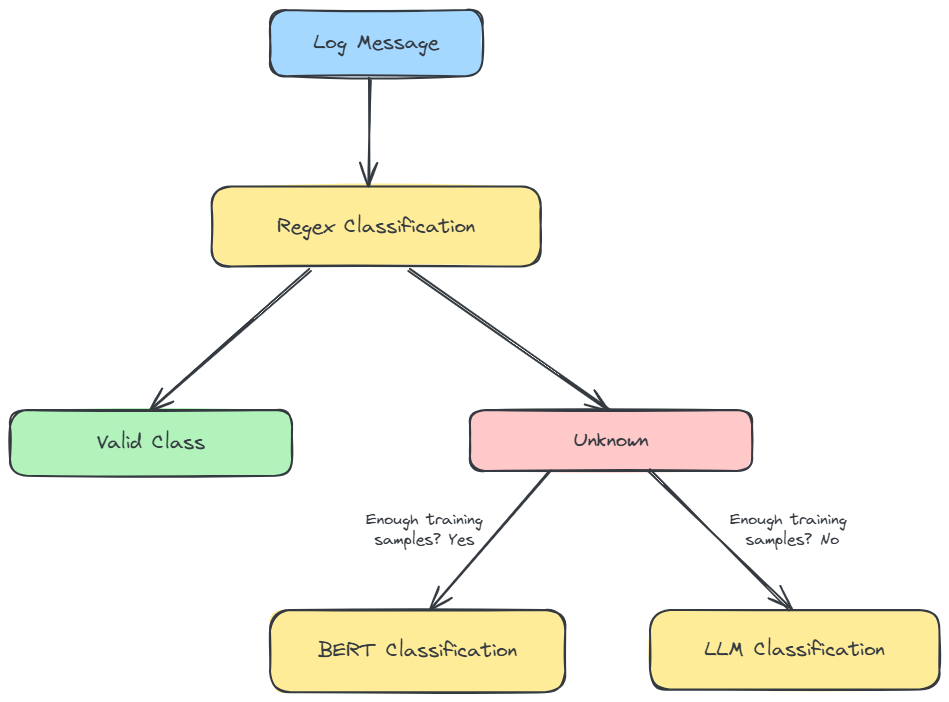 Log Message
Regex Classification
Valid Class
Unknown
Enough training
samples? Yes
Enough training
samples? No
BERT Classification
LLM Classification